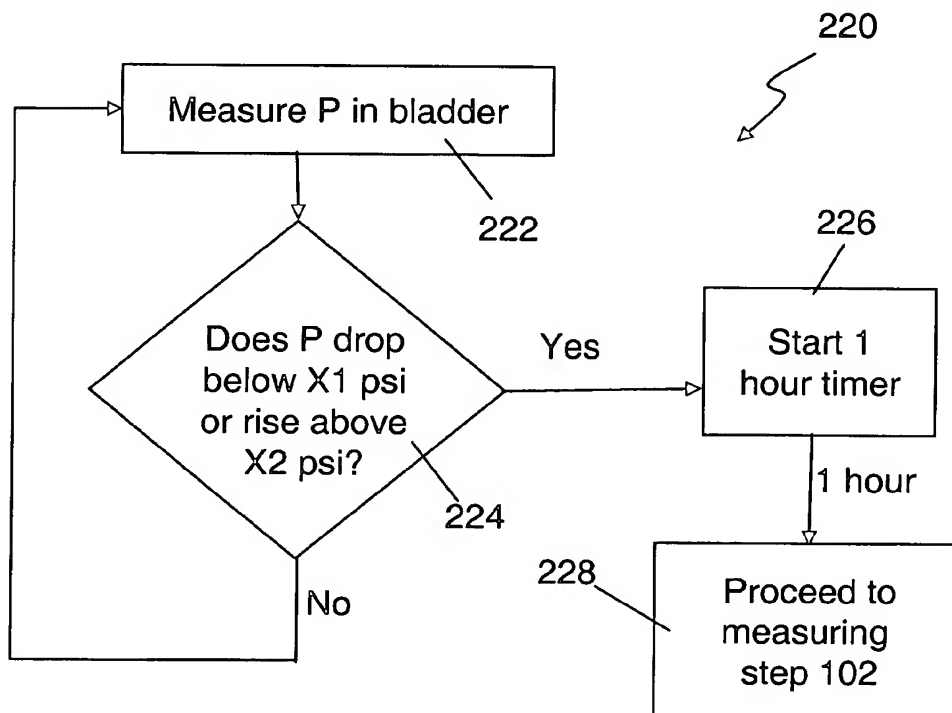 220
Measure P in bladder
222
226
Does P drop
below X1 psi
or rise above
X2 psi?
224
Yes
Start 1
hour timer
1 hour
No
228
Proceed to
measuring
step 102